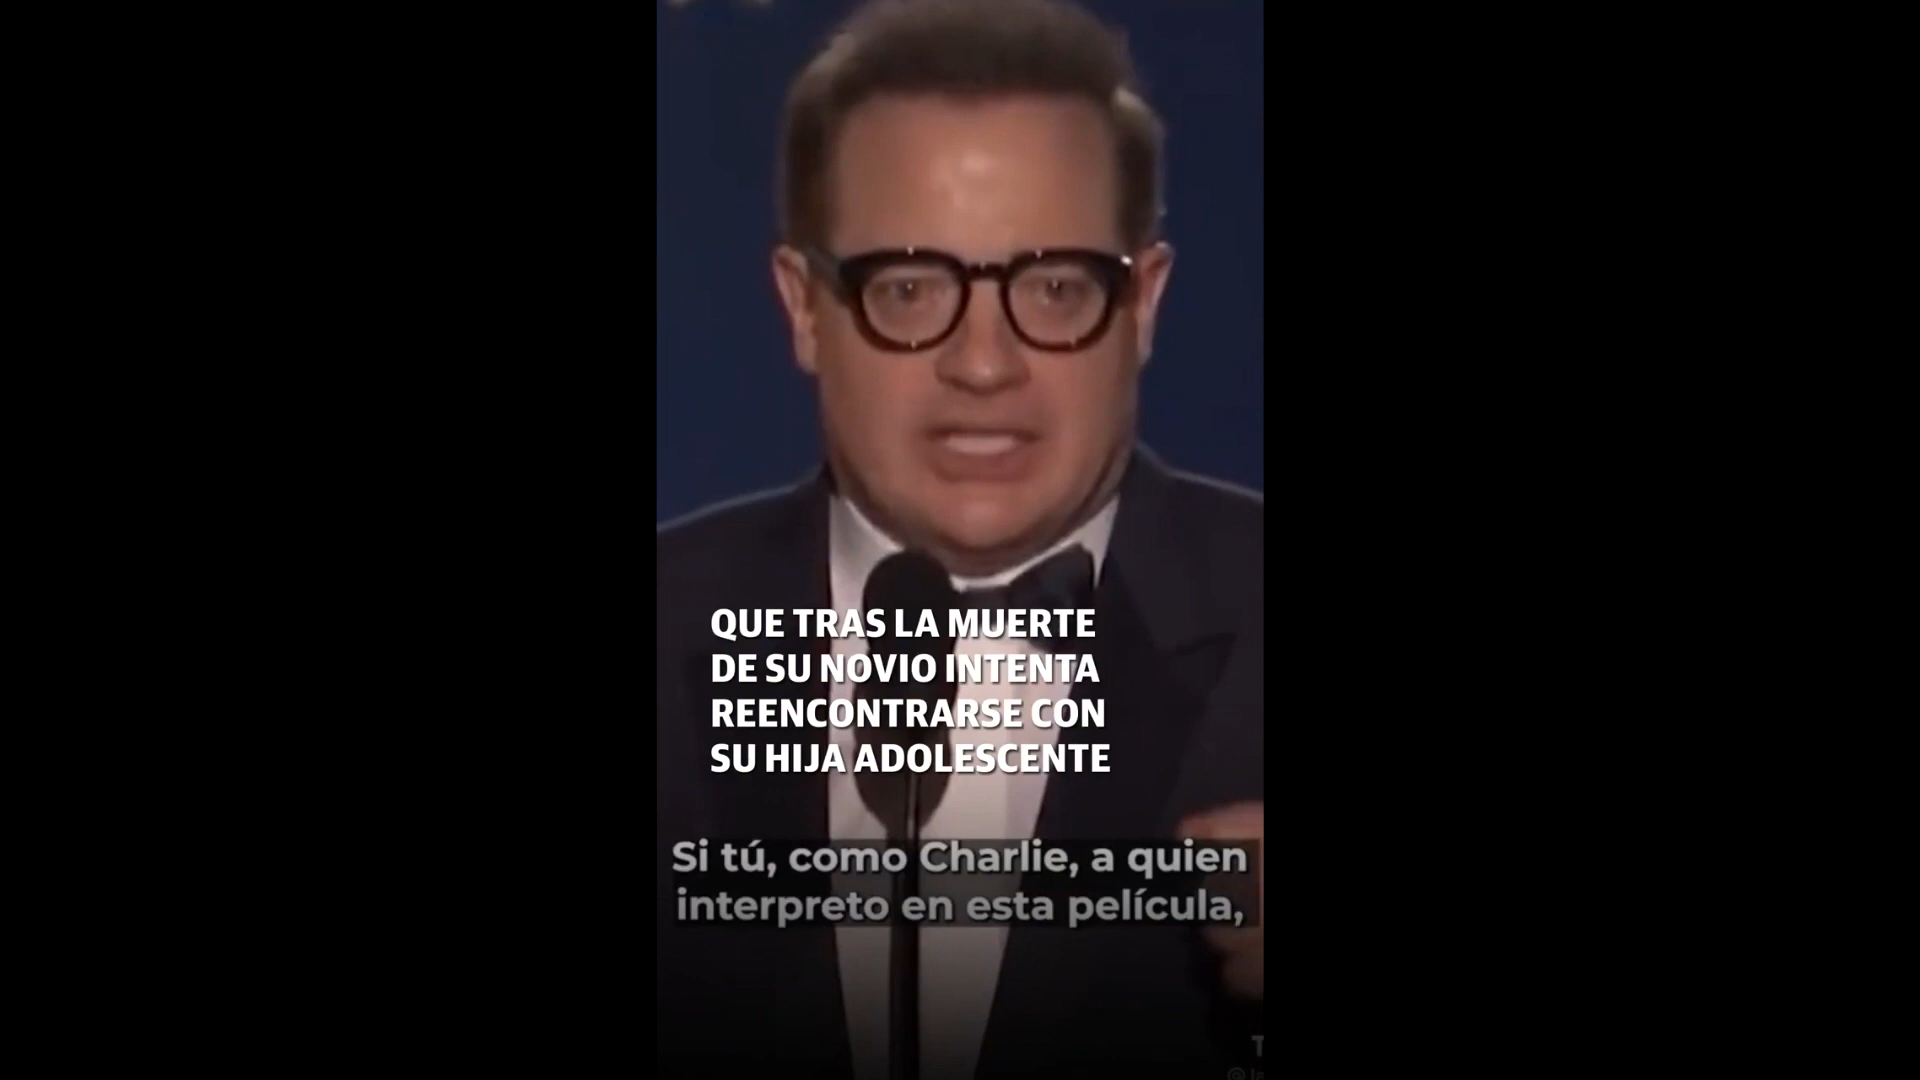 QUE TRAS LA MUERTE
DE SU NOVIO INTENTA
REENCONTRARSE CON
SU HIJA ADOLESCENTE
Si tú, como Charlie, a quien
interpreto en esta película,